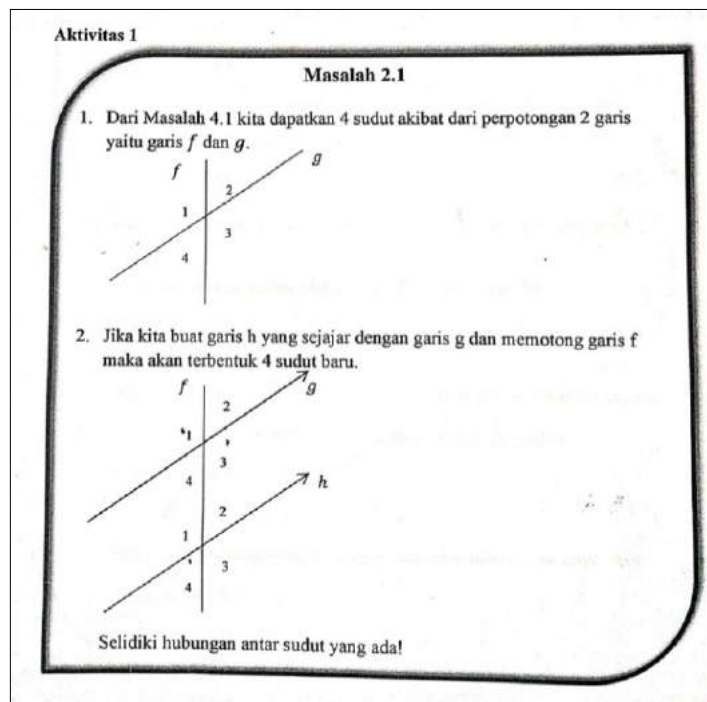 Aktivitas 1
Masalah 2.1
1. Dari Masalah 4.1 kita dapatkan 4 sudut akibat dari perpotongan 2 garis
yaitu garis f dan g.
f
g
2
1
3
4
2. Jika kita buat garis h yang sejajar dengan garis g dan memotong garis f
maka akan terbentuk 4 sudut baru.
f
g
2
1
3
4
h
2
1
3
4
Selidiki hubungan antar sudut yang ada!